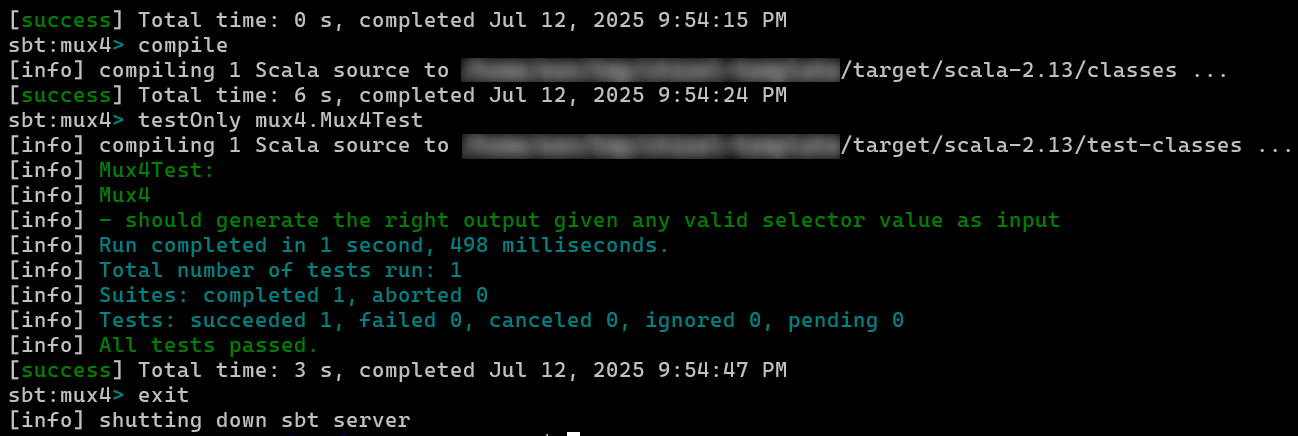 [success] Total time: 0 s, completed Jul 12, 2025 9:54:15 PM
sbt:mux4> compile
[info] compiling 1 Scala source to /target/scala-2.13/classes ...
[success] Total time: 6 s, completed Jul 12, 2025 9:54:24 PM
sbt:mux4> testOnly mux4.Mux4Test
[info] compiling 1 Scala source to /target/scala-2.13/test-classes ...
[info] Mux4Test:
[info] Mux4
[info] - should generate the right output given any valid selector value as input
[info] Run completed in 1 second, 498 milliseconds.
[info] Total number of tests run: 1
[info] Suites: completed 1, aborted 0
[info] Tests: succeeded 1, failed 0, canceled 0, ignored 0, pending 0
[info] All tests passed.
[success] Total time: 3 s, completed Jul 12, 2025 9:54:47 PM
sbt:mux4> exit
[info] shutting down sbt server